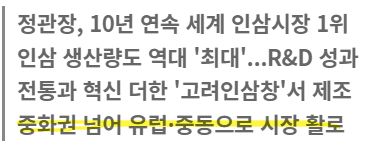 정관장, 10년 연속 세계 인삼시장 1위
인삼 생산량도 역대 '최대'...R&D 성과
전통과 혁신 더한 '고려인삼창'서 제조
중화권 넘어 유럽·중동으로 시장 활로